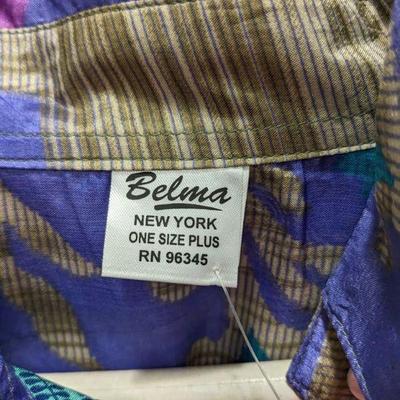 Belma
NEW YORK
ONE SIZE PLUS
RN 96345